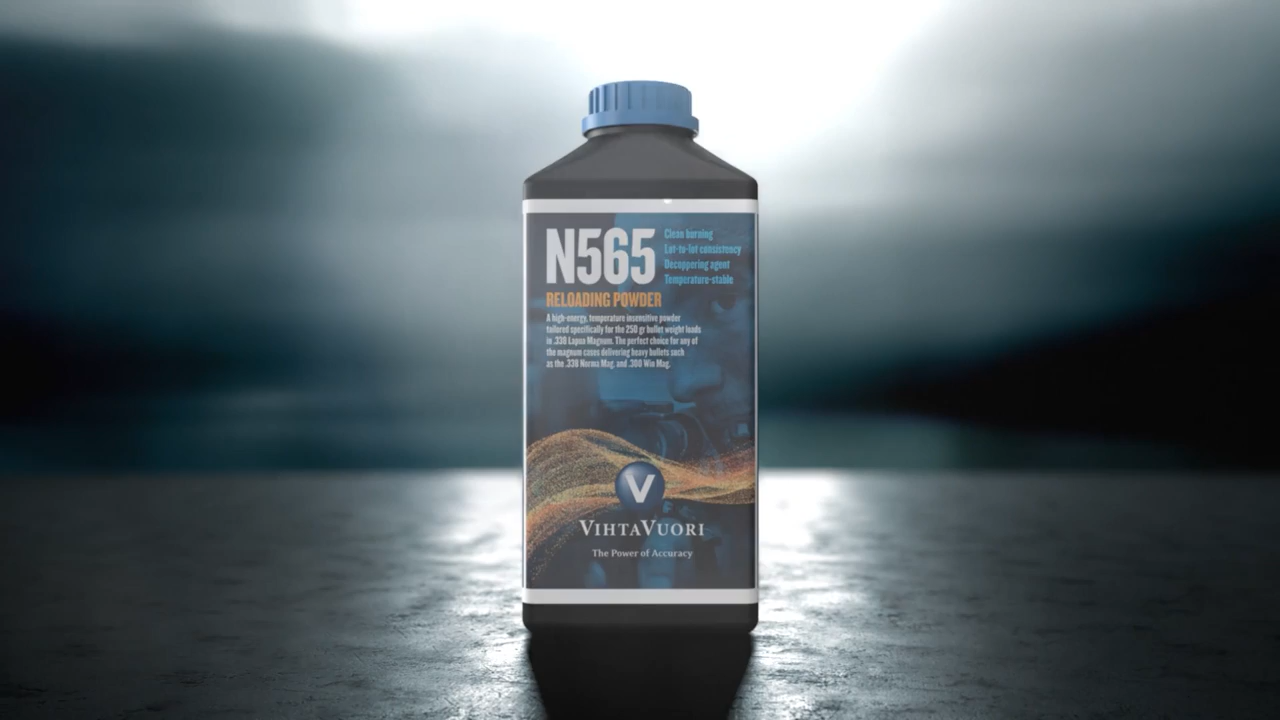 N565
Clean burning
Lot-to-lot consistency
Decoppering agent
Temperature-stable
RELOADING POWDER
A high-energy, temperature insensitive powder
tailored specifically for the 250 gr bullet weight loads
in .338 Lapua Magnum. The perfect choice for any of
the magnum cases delivering heavy bullets such
as the .338 Norma Mag. and .300 Win Mag.
V
VIHTAVUORI
The Power of Accuracy